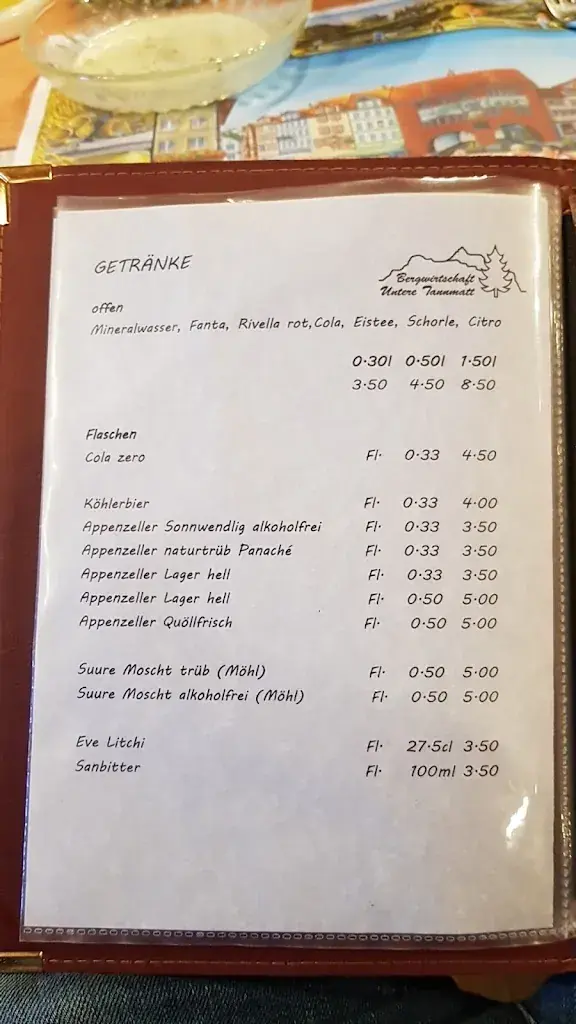 GETRÄNKE
Bergwirtschaft
Untere Tannmatt
offen
Mineralwasser, Fanta, Rivella rot,Cola, Eistee, Schorle, Citro
0·30l 0·50l 1·50l
3·50 4·50 8·50
Flaschen
Cola zero Fl· 0·33 4·50
Köhlerbier Fl· 0·33 4·00
Appenzeller Sonnwendlig alkoholfrei Fl· 0·33 3·50
Appenzeller naturtrüb Panaché Fl· 0·33 3·50
Appenzeller Lager hell Fl· 0·33 3·50
Appenzeller Lager hell Fl· 0·50 5·00
Appenzeller Quöllfrisch Fl· 0·50 5·00
Suure Moscht trüb (Möhl) Fl· 0·50 5·00
Suure Moscht alkoholfrei (Möhl) Fl· 0·50 5·00
Eve Litchi Fl· 27·5cl 3·50
Sanbitter Fl· 100ml 3·50